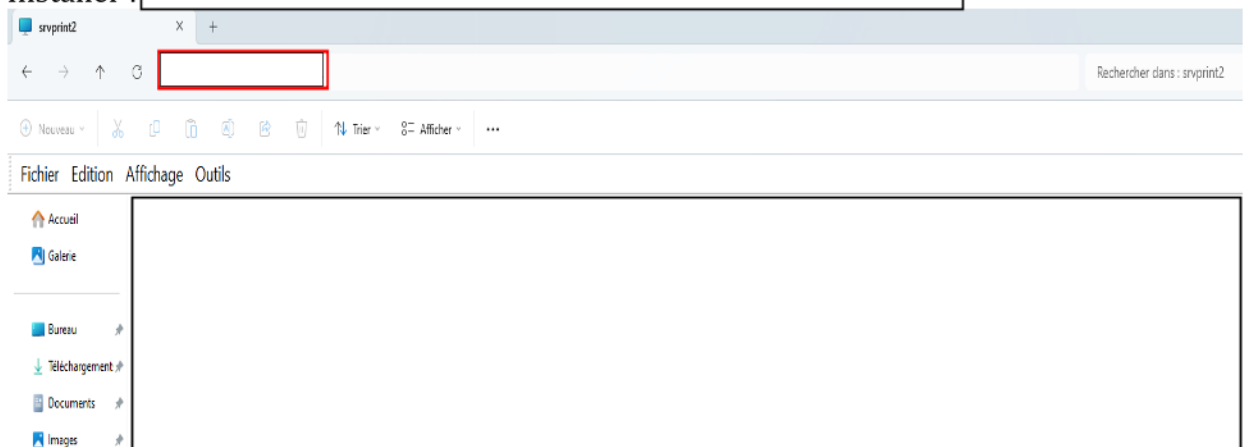 installer :
srvprint2
Rechercher dans : srvprint2
Nouveau
Trier
Afficher
Fichier Edition Affichage Outils
Accueil
Galerie
Bureau
Téléchargement
Documents
Images